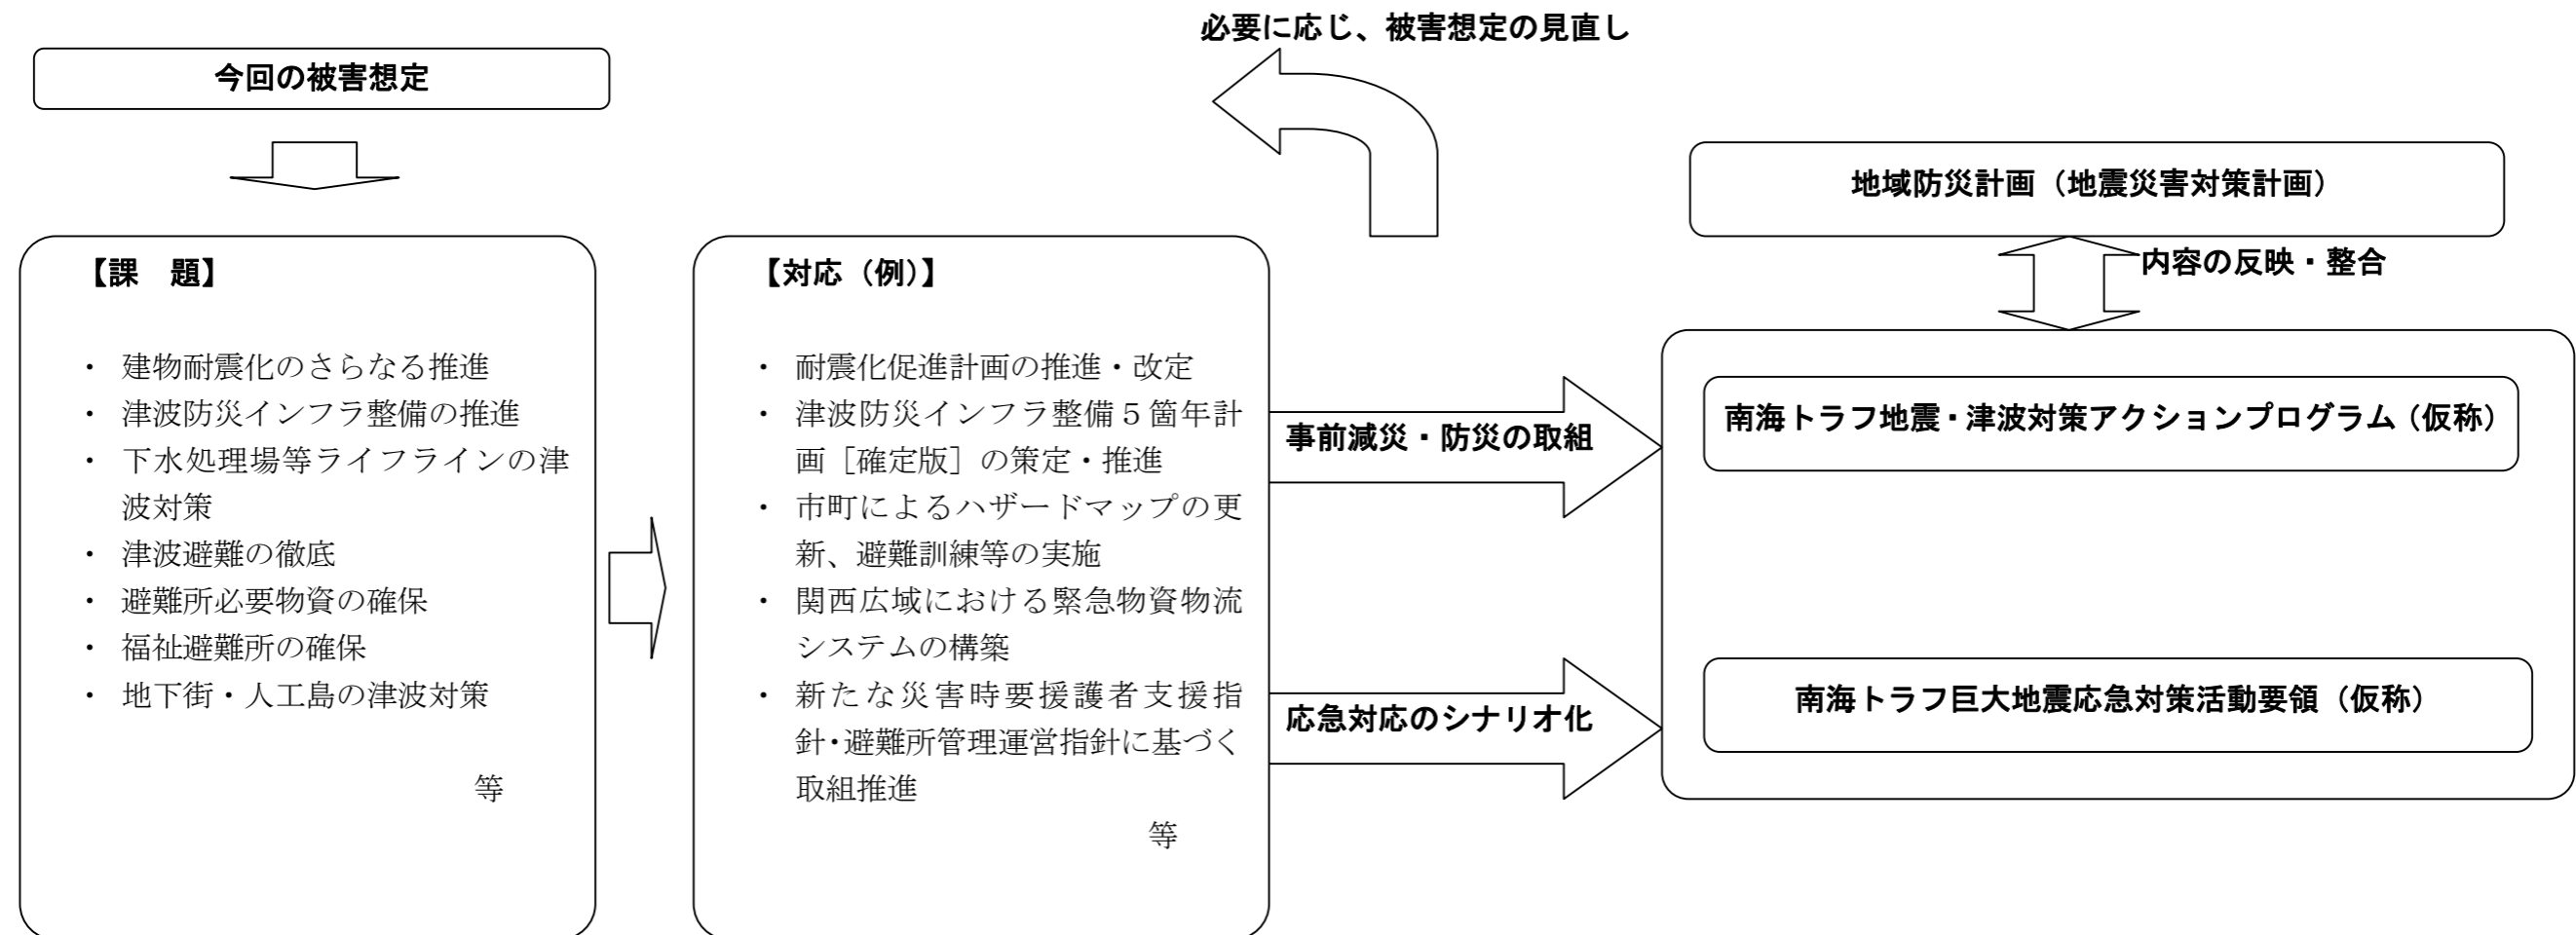 必要に応じ、被害想定の見直し
今回の被害想定
【課　題】
・ 建物耐震化のさらなる推進
・ 津波防災インフラ整備の推進
・ 下水処理場等ライフラインの津
波対策
・ 津波避難の徹底
・ 避難所必要物資の確保
・ 福祉避難所の確保
・ 地下街・人工島の津波対策
等
【対応（例）】
・ 耐震化促進計画の推進・改定
・ 津波防災インフラ整備５箇年計
画［確定版］の策定・推進
・ 市町によるハザードマップの更
新、避難訓練等の実施
・ 関西広域における緊急物資物流
システムの構築
・ 新たな災害時要援護者支援指
針・避難所管理運営指針に基づく
取組推進
等
事前減災・防災の取組
応急対応のシナリオ化
地域防災計画（地震災害対策計画）
内容の反映・整合
南海トラフ地震・津波対策アクションプログラム（仮称）
南海トラフ巨大地震応急対策活動要領（仮称）